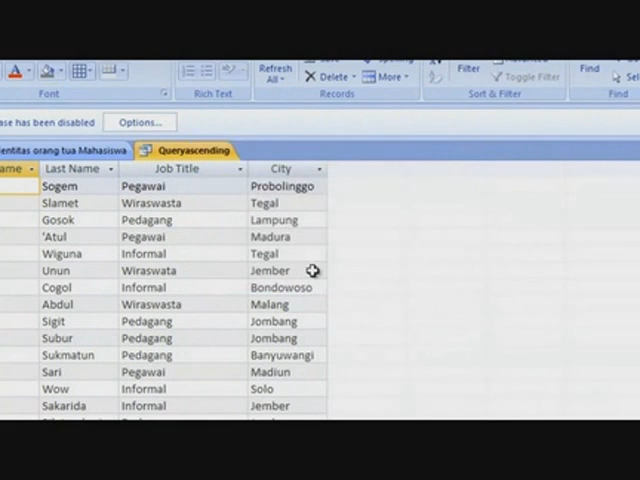 Refresh All
Delete
More
Filter
Toggle Filter
Find
Font
Rich Text
Records
Sort & Filter
Find
ase has been disabled Options...
entitas orang tua Mahasiswa Queryascending
ame Last Name Job Title City
Sogem Pegawai Probolinggo
Slamet Wiraswasta Tegal
Gosok Pedagang Lampung
'Atul Pegawai Madura
Wiguna Informal Tegal
Unun Wiraswata Jember
Cogol Informal Bondowoso
Abdul Wiraswasta Malang
Sigit Pedagang Jombang
Subur Pedagang Jombang
Sukmatun Pedagang Banyuwangi
Sari Pegawai Madiun
Wow Informal Solo
Sakarida Informal Jember